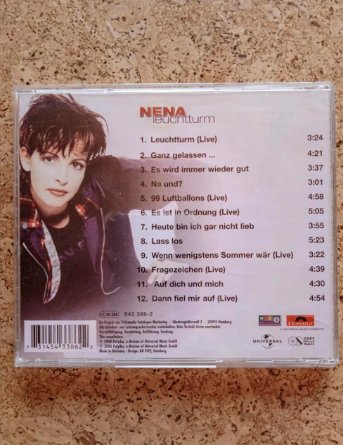 NENA
leuchtturm
1. Leuchtturm (Live) 3:24
2. Ganz gelassen ... 4:21
3. Es wird immer wieder gut 3:37
4. Na und? 3:01
5. 99 Luftballons (Live) 4:58
6. Es ist in Ordnung (Live) 5:05
7. Heute bin ich gar nicht lieb 3:30
8. Lass los 5:23
9. Wenn wenigstens Sommer wär (Live) 3:22
10. Fragezeichen (Live) 4:39
11. Auf dich und mich 4:30
12. Dann fiel mir auf (Live) 4:54
543 386-2
Made in Germany
UNIVERSAL